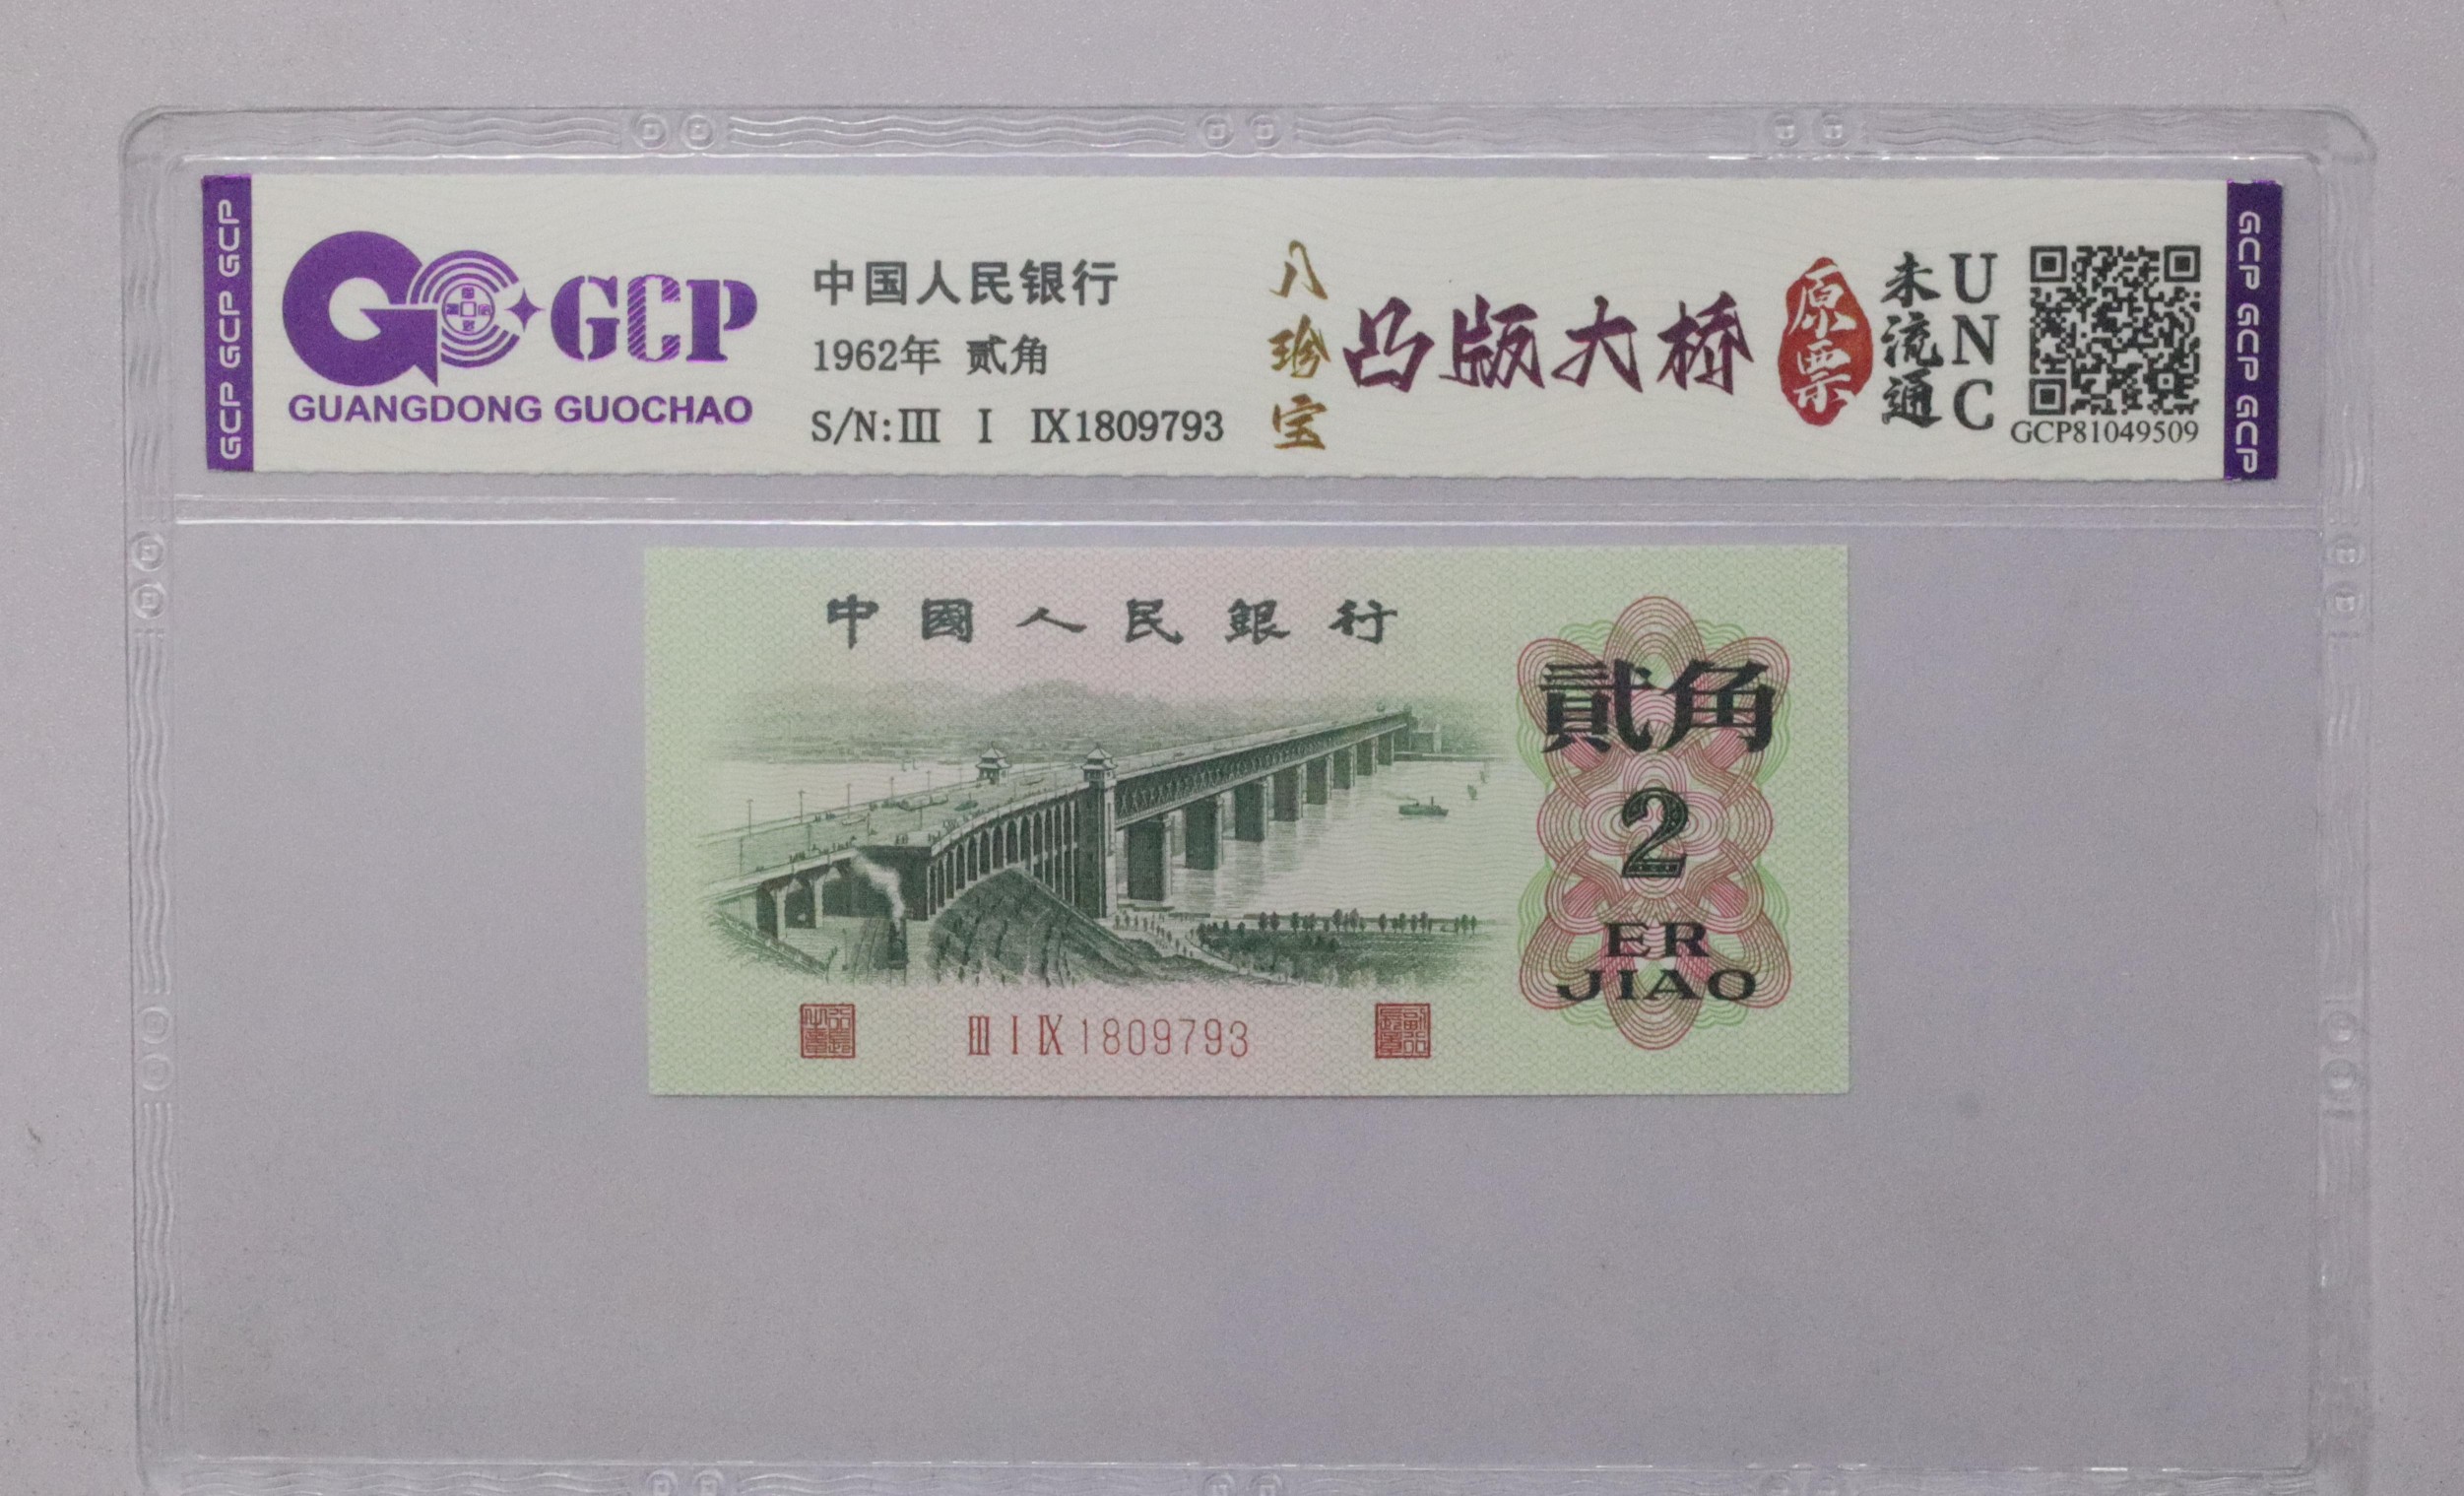 GCP GCP GCP
GCP
GUANGDONG GUOCHAO
中国人民银行
1962年 贰角
S/N:Ⅲ Ⅰ Ⅸ1809793
八珍宝
凸版大桥
原票
未流通
UNC
GCP81049509
GCP GCP GCP
中國人民銀行
貳角
2
ER
JIAO
Ⅲ Ⅰ Ⅸ 1809793